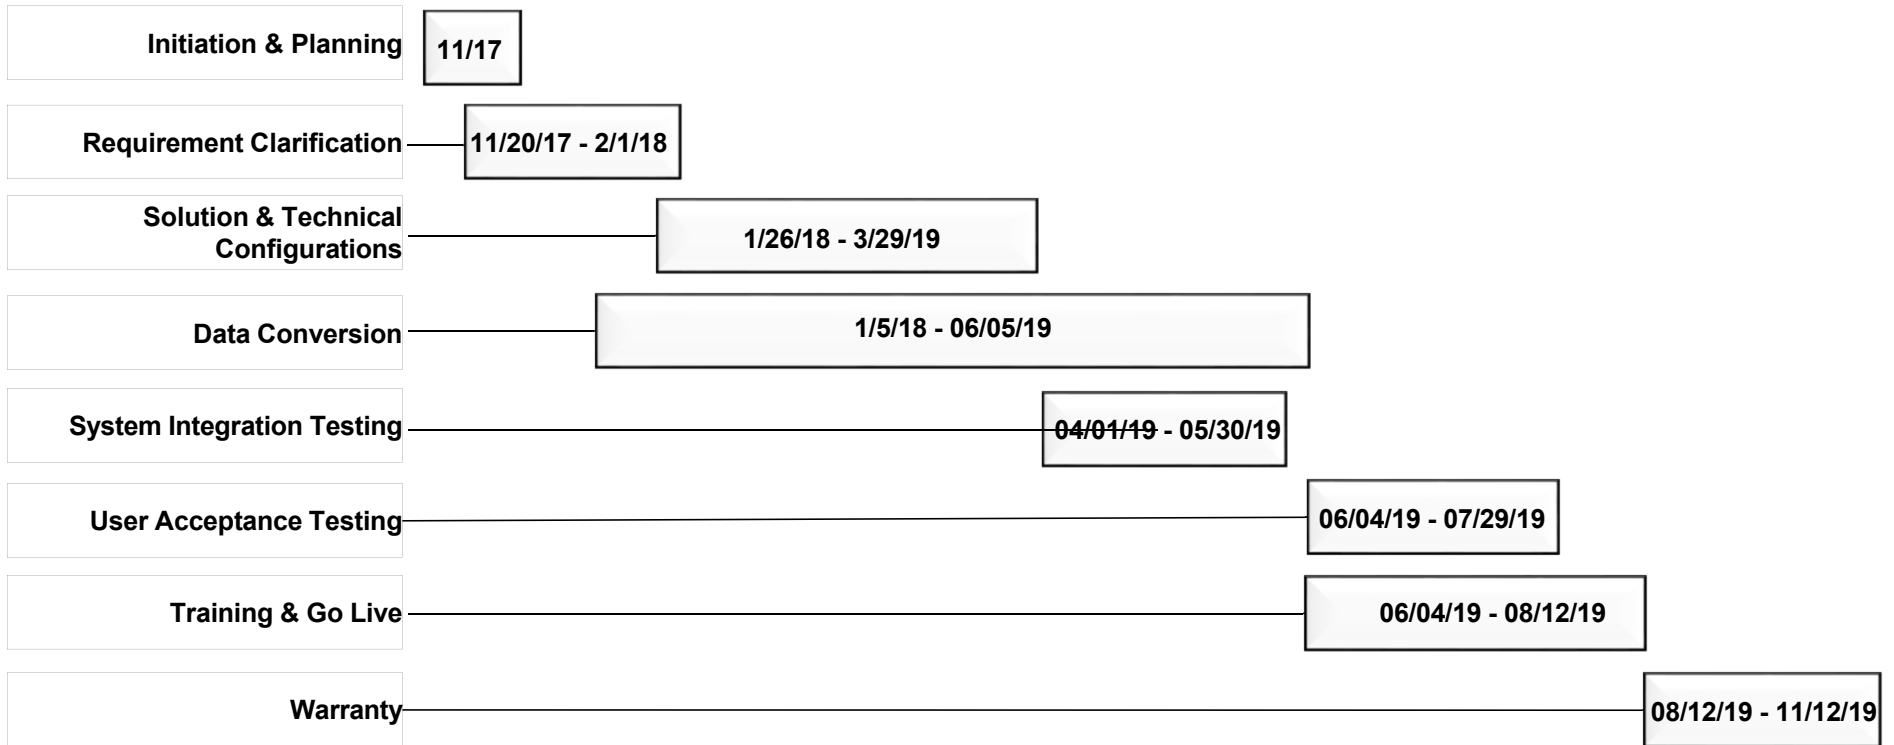 Initiation & Planning
11/17
Requirement Clarification
11/20/17 - 2/1/18
Solution & Technical
Configurations
1/26/18 - 3/29/19
Data Conversion
1/5/18 - 06/05/19
System Integration Testing
04/01/19 - 05/30/19
User Acceptance Testing
06/04/19 - 07/29/19
Training & Go Live
06/04/19 - 08/12/19
Warranty
08/12/19 - 11/12/19